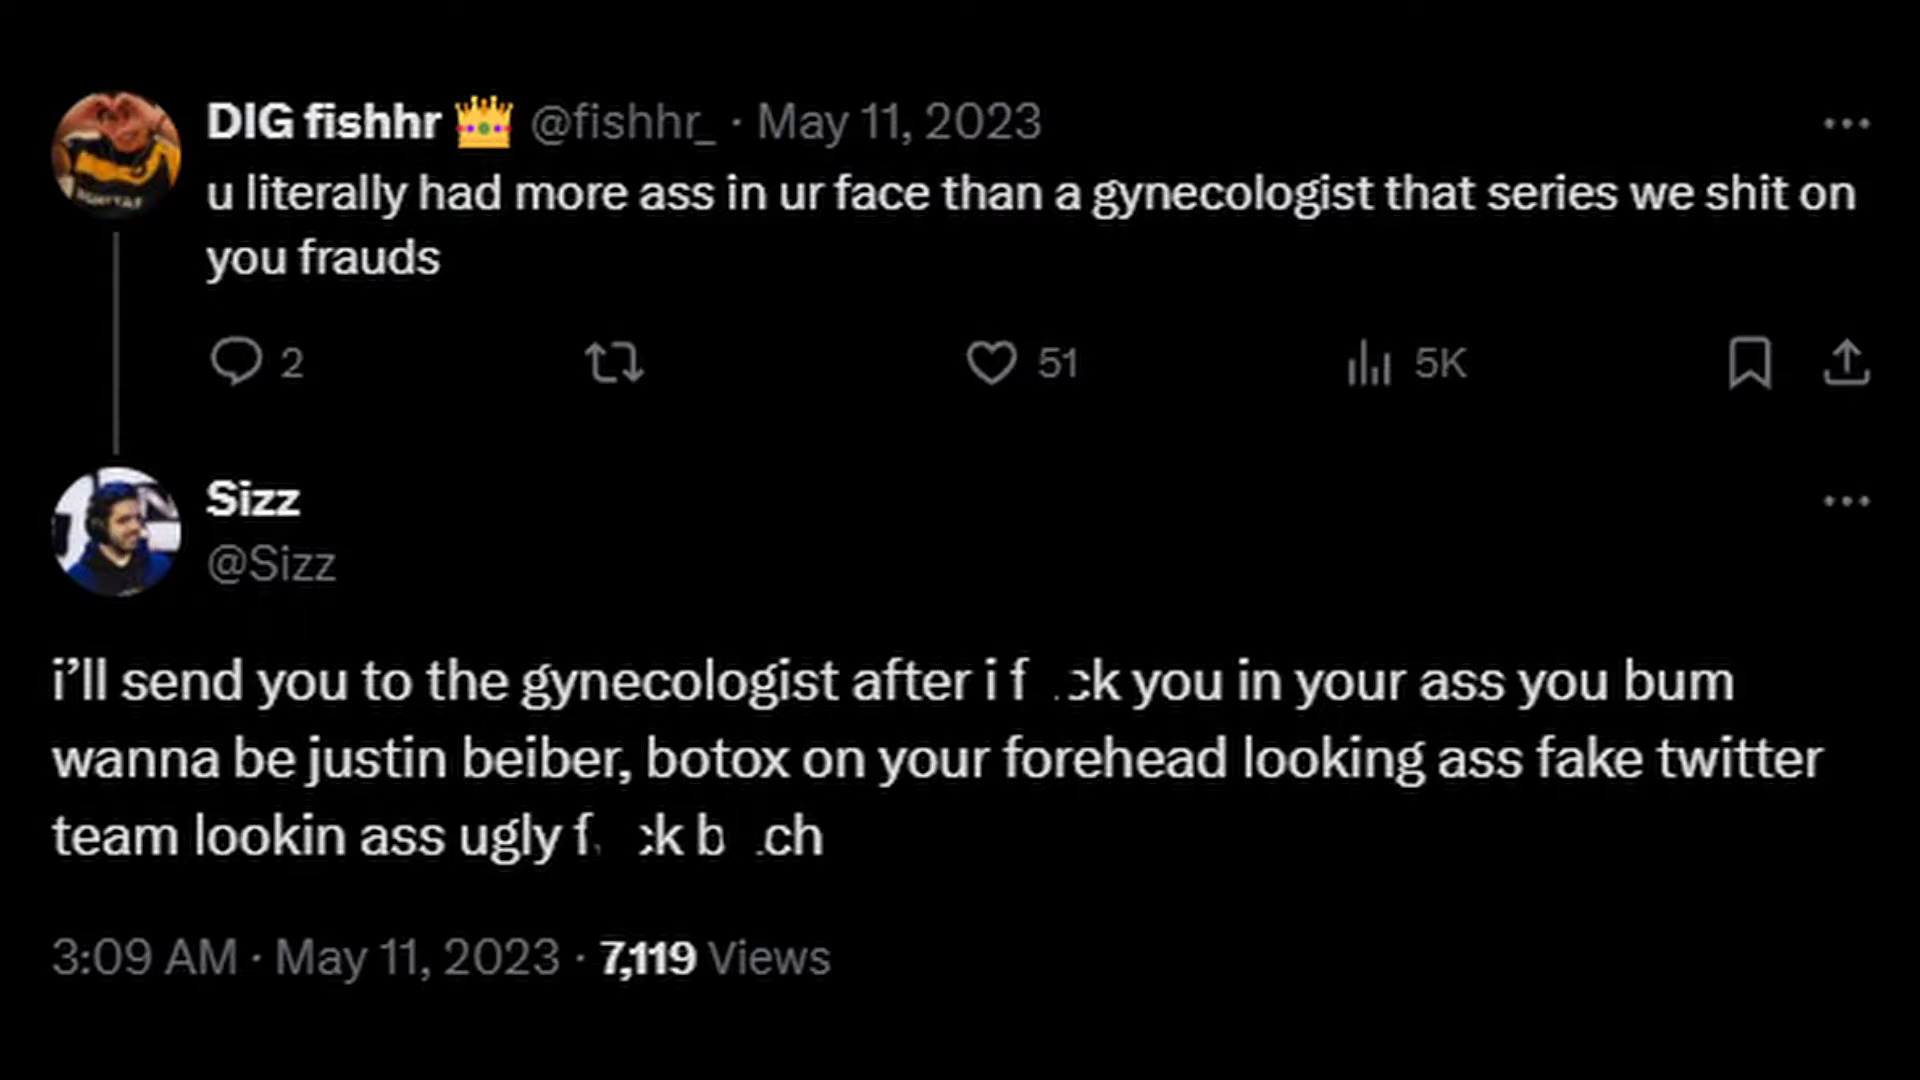 DIG fishhr 👑 @fishhr_ · May 11, 2023
u literally had more ass in ur face than a gynecologist that series we shit on
you frauds
2 51 5K
Sizz
@Sizz
i’ll send you to the gynecologist after i f ck you in your ass you bum
wanna be justin beiber, botox on your forehead looking ass fake twitter
team lookin ass ugly f ck b ch
3:09 AM · May 11, 2023 · 7,119 Views